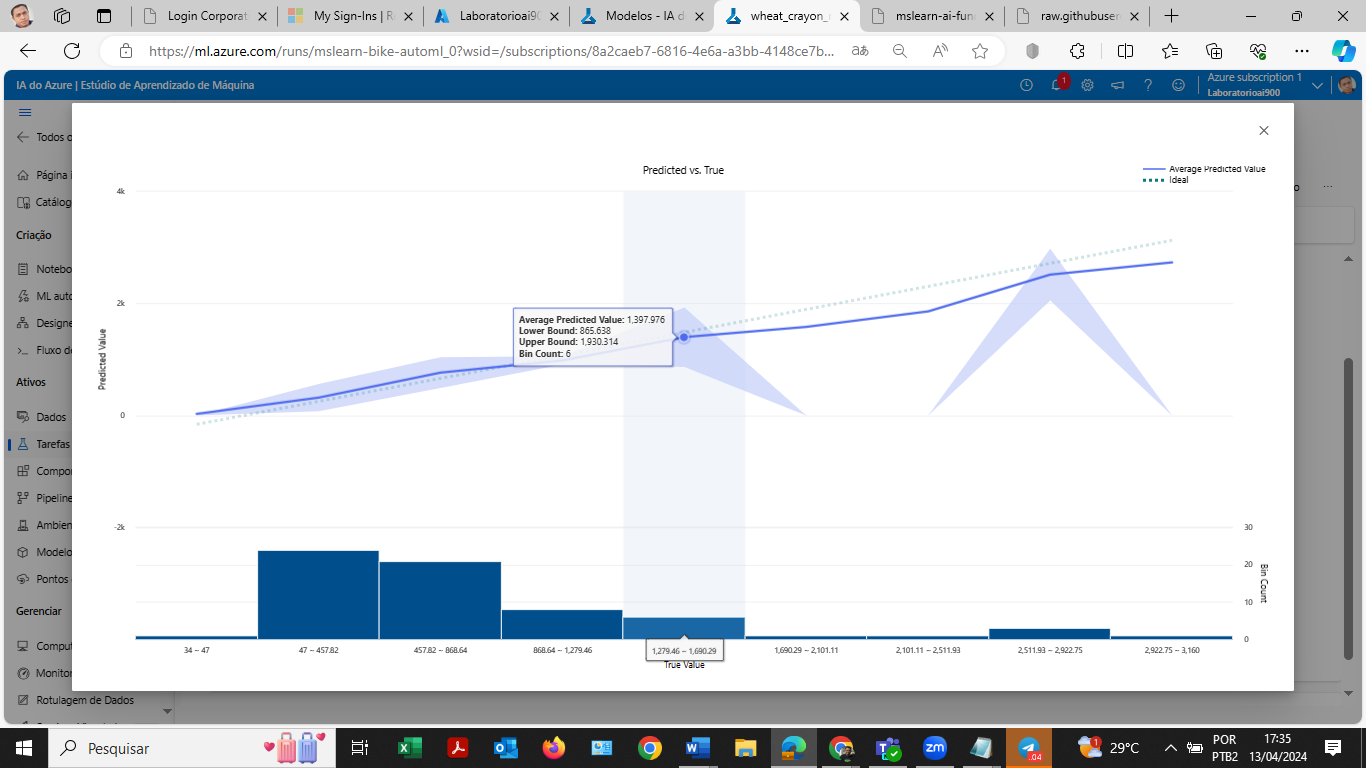 Login Corporat
My Sign-Ins | R
Laboratorioai90
Modelos - IA d
wheat_crayon_
mslearn-ai-fun
raw.githubuser
https://ml.azure.com/runs/mslearn-bike-automl_0?wsid=/subscriptions/8a2caeb7-6816-4e6a-a3bb-4148ce7b...
IA do Azure | Estúdio de Aprendizado de Máquina
1
Azure subscription 1
Laboratorioai900
Todos o
Página i
Catálog
Criação
Notebo
ML auto
Designe
Fluxo de
Ativos
Dados
Tarefas
Compo
Pipeline
Ambien
Modelo
Pontos
Gerenciar
Comput
Monitor
Rotulagem de Dados
Predicted vs. True
Average Predicted Value
Ideal
4k
2k
0
-2k
Predicted Value
Average Predicted Value: 1,397.976
Lower Bound: 865.638
Upper Bound: 1,930.314
Bin Count: 6
30
20
10
0
Bin Count
34 ~ 47
47 ~ 457.82
457.82 ~ 868.64
868.64 ~ 1,279.46
1,279.46 ~ 1,690.29
1,690.29 ~ 2,101.11
2,101.11 ~ 2,511.93
2,511.93 ~ 2,922.75
2,922.75 ~ 3,160
True Value
Pesquisar
.04
1
29°C
POR
PTB2
17:35
13/04/2024